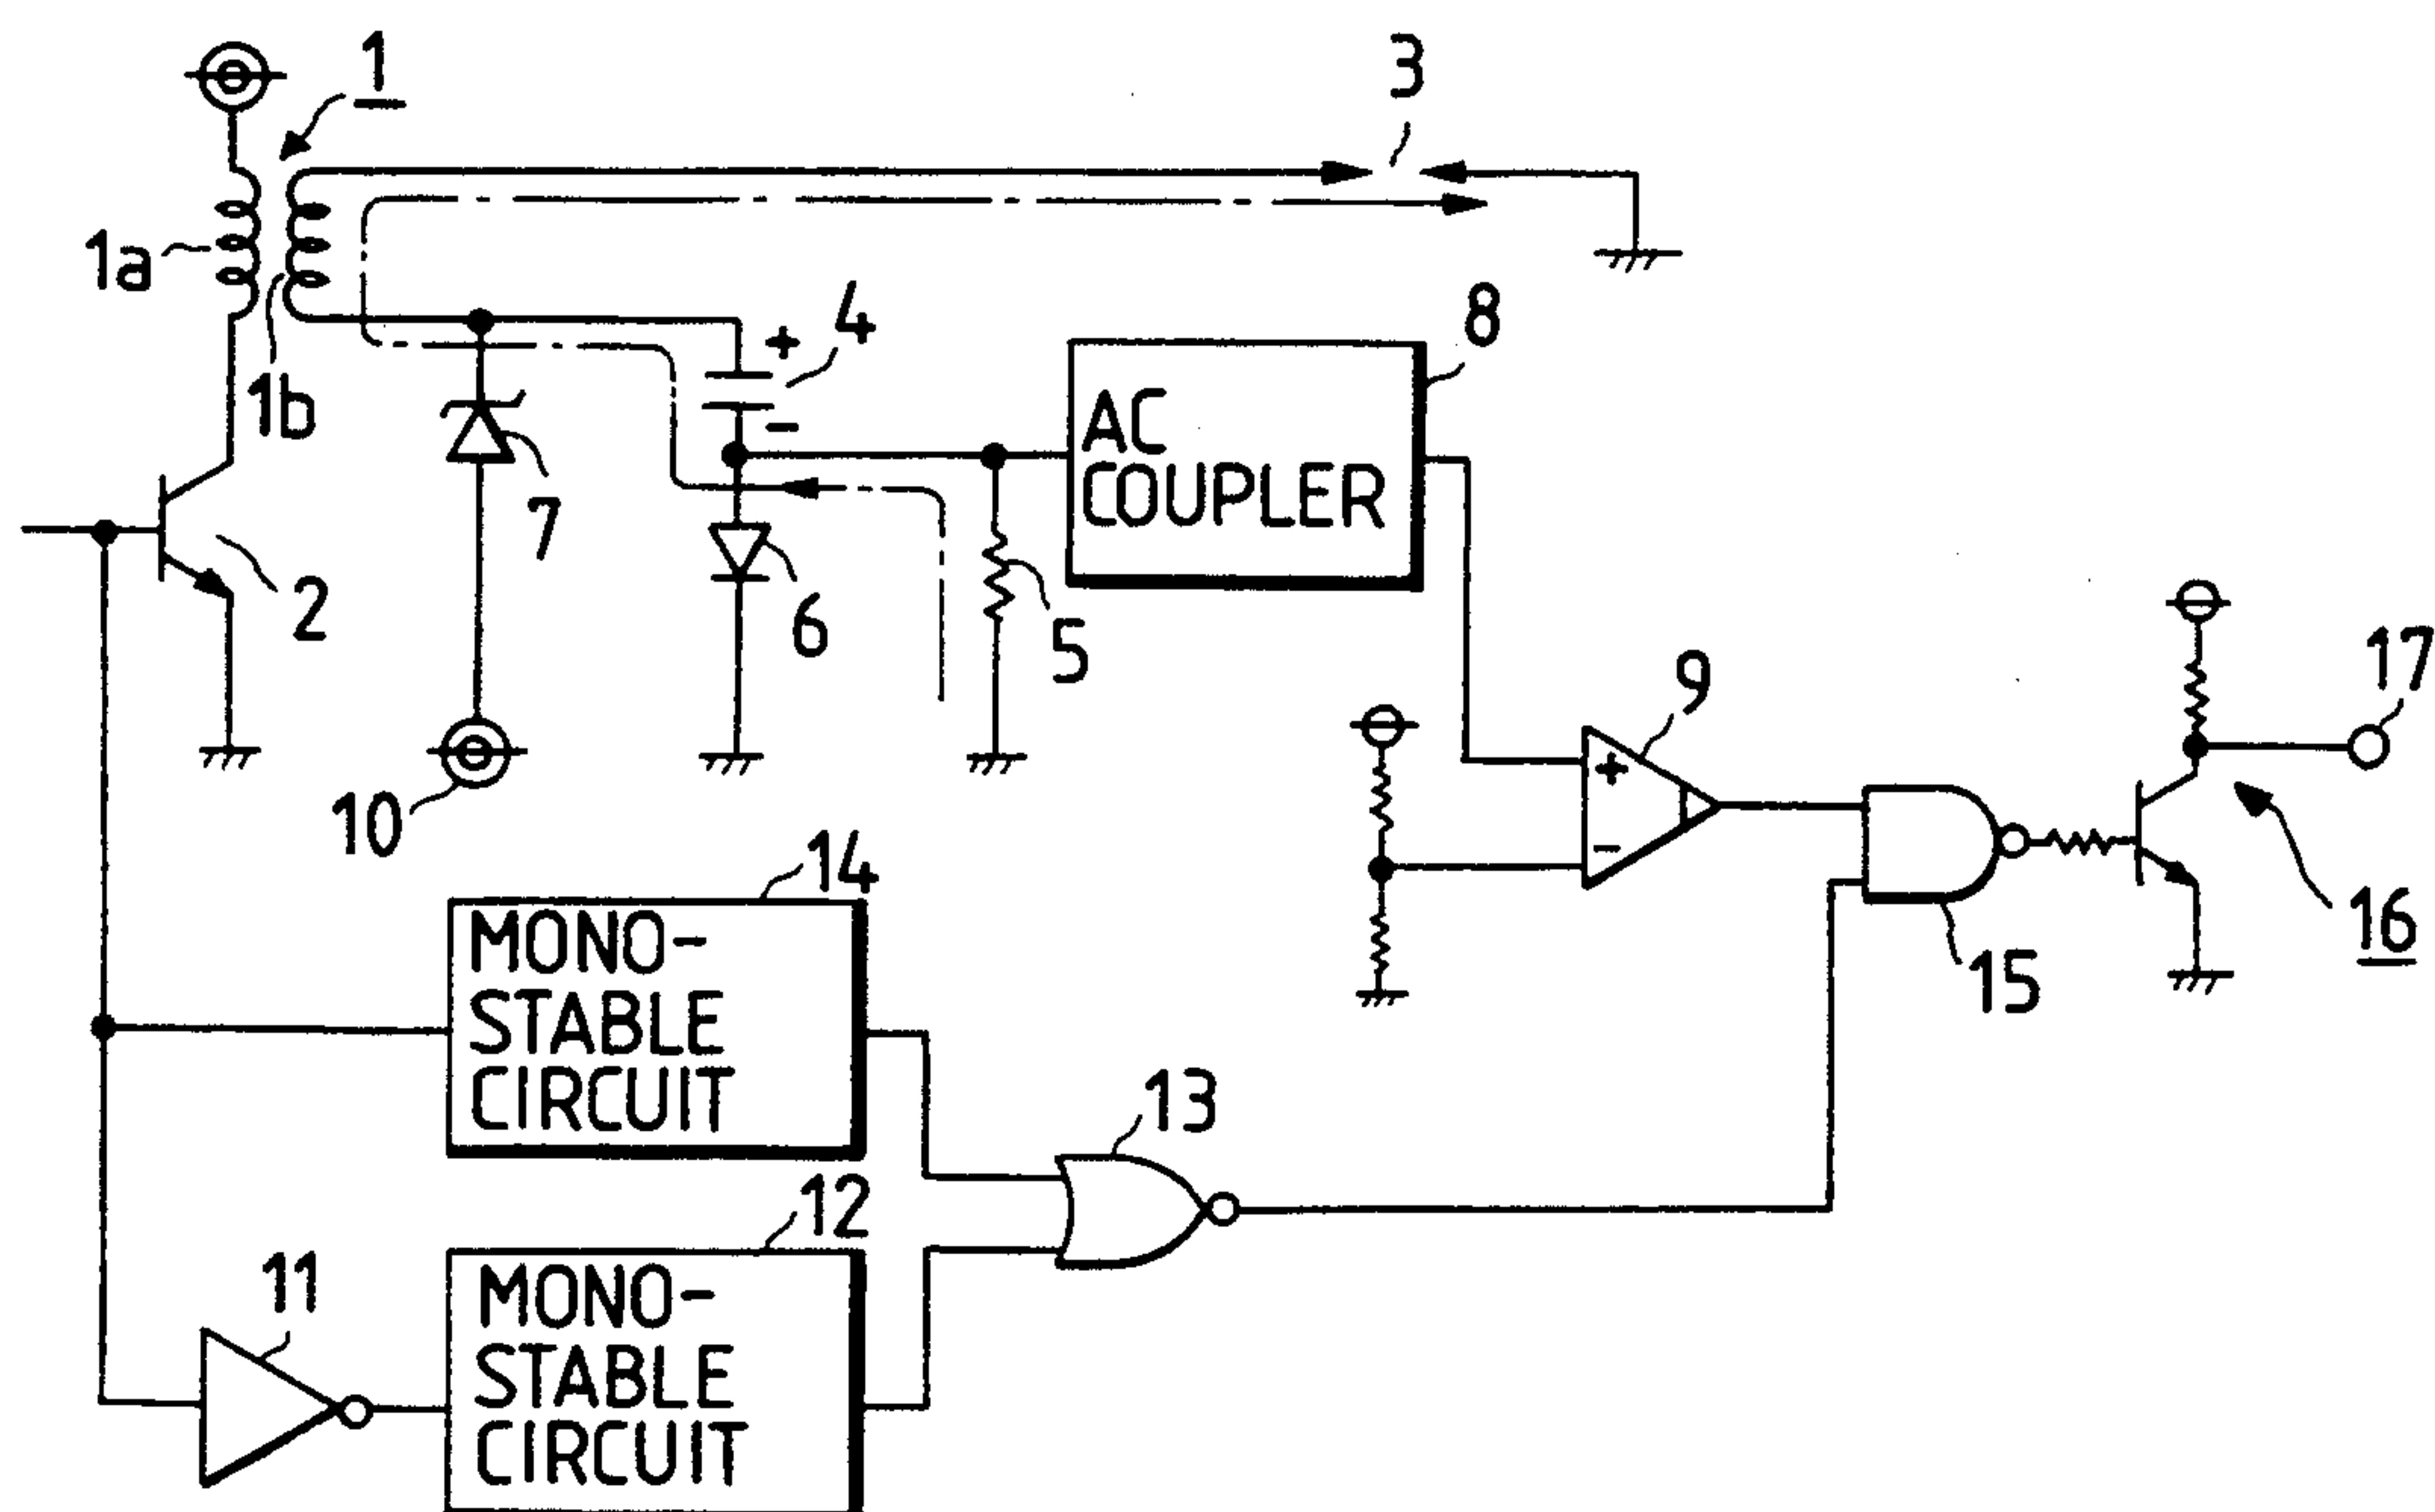 1
3
1a
1b
4
+
-
8
AC
COUPLER
7
2
6
5
10
9
+
-
17
14
MONO-
STABLE
CIRCUIT
16
15
13
12
11
MONO-
STABLE
CIRCUIT